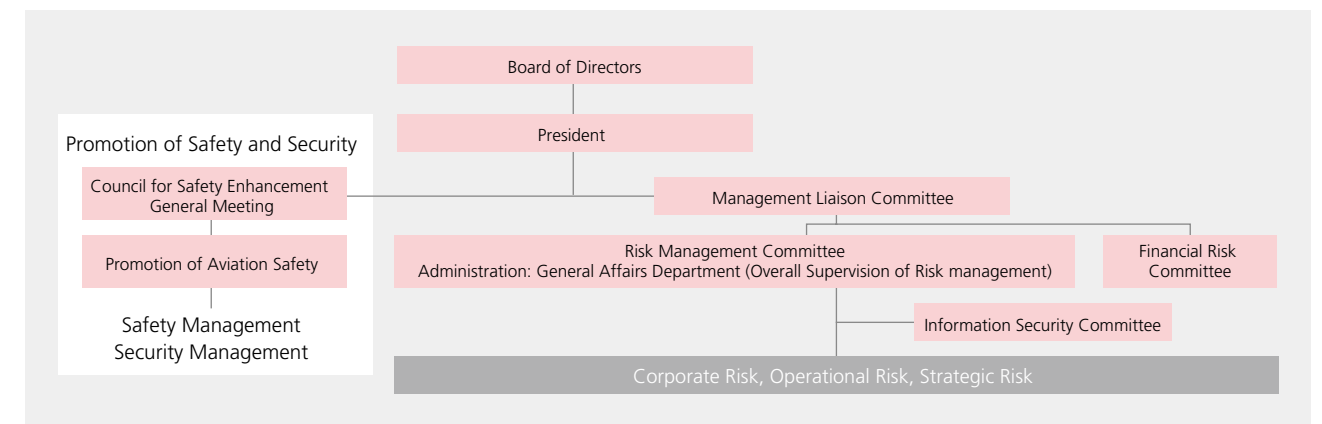 Board of Directors
President
Promotion of Safety and Security
Council for Safety Enhancement
General Meeting
Promotion of Aviation Safety
Safety Management
Security Management
Management Liaison Committee
Risk Management Committee
Administration: General Affairs Department (Overall Supervision of Risk management)
Financial Risk
Committee
Information Security Committee
Corporate Risk, Operational Risk, Strategic Risk